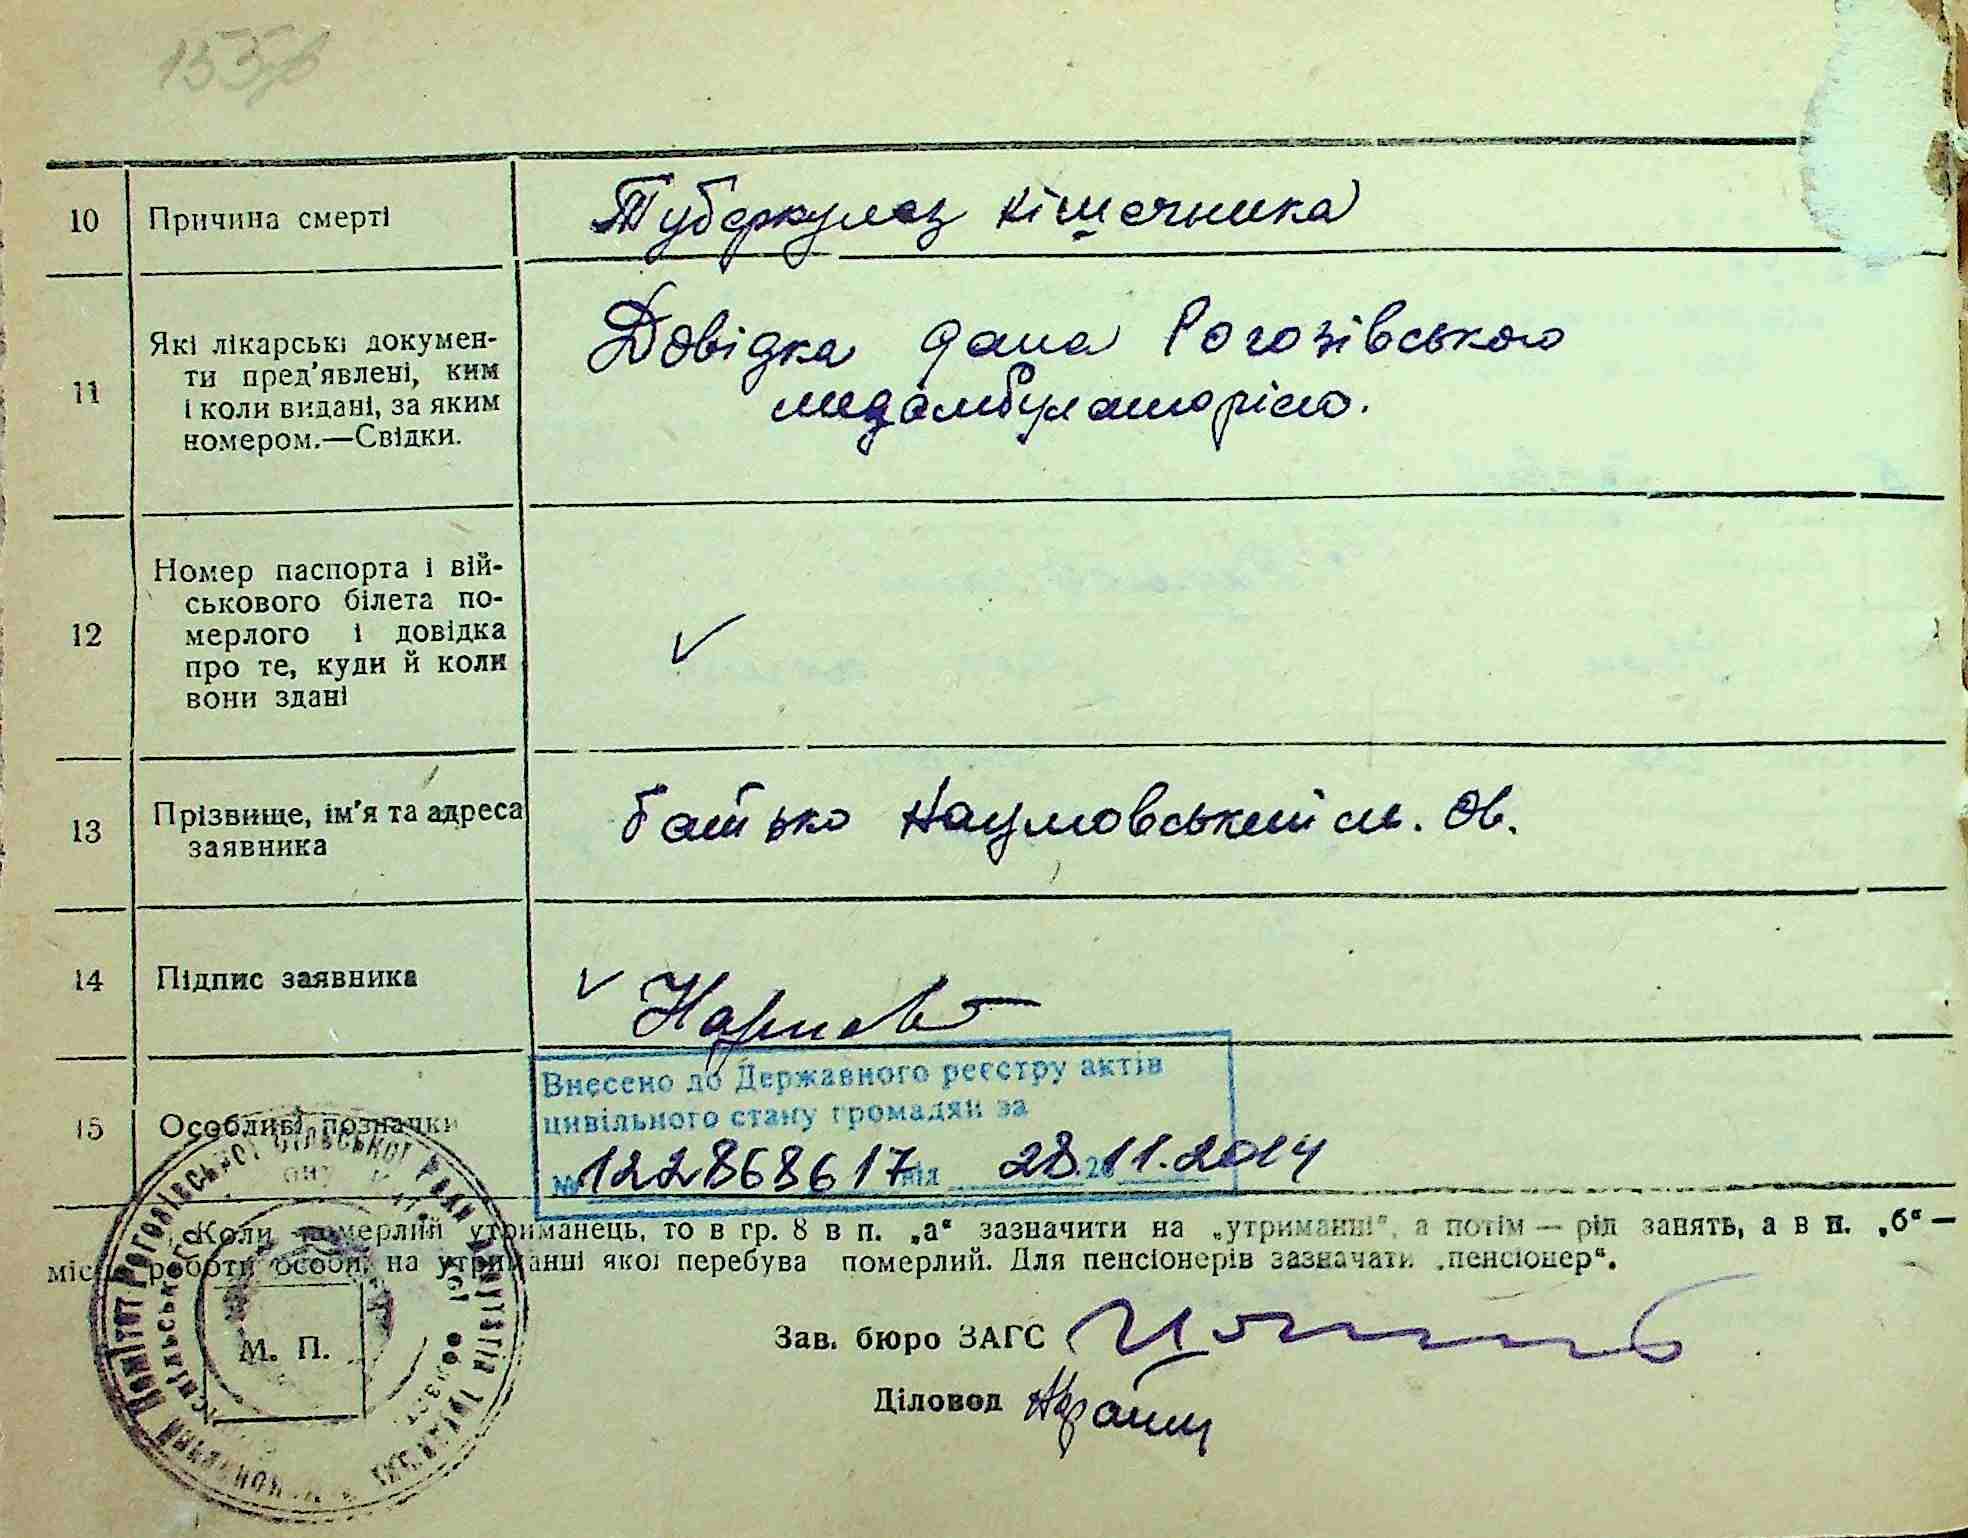 153зв
10 Причина смерті Туберкульоз кішечника
11 Які лікарські докумен-
ти пред'явлені, ким
і коли видані, за яким
номером.—Свідки.
Довідка дана Рогозівською
медамбулаторією.
12 Номер паспорта і вій-
ськового білета по-
мерлого і довідка
про те, куди й коли
вони здані
13 Прізвище, ім'я та адреса
заявника
батько Наумовський М. Ов.
14 Підпис заявника
15 Особливі позначки
Внесено до Державного реєстру актів
цивільного стану громадян за
№ 1228868617 від 28.11.2014
Коли померлий утриманець, то в гр. 8 в п. „а“ зазначити на „утриманні“, а потім — рід занять, а в п. „б“ —
місце роботи особи, на утриманні якої перебува померлий. Для пенсіонерів зазначати „пенсіонер“.
М. П.
Зав. бюро ЗАГС
Діловод